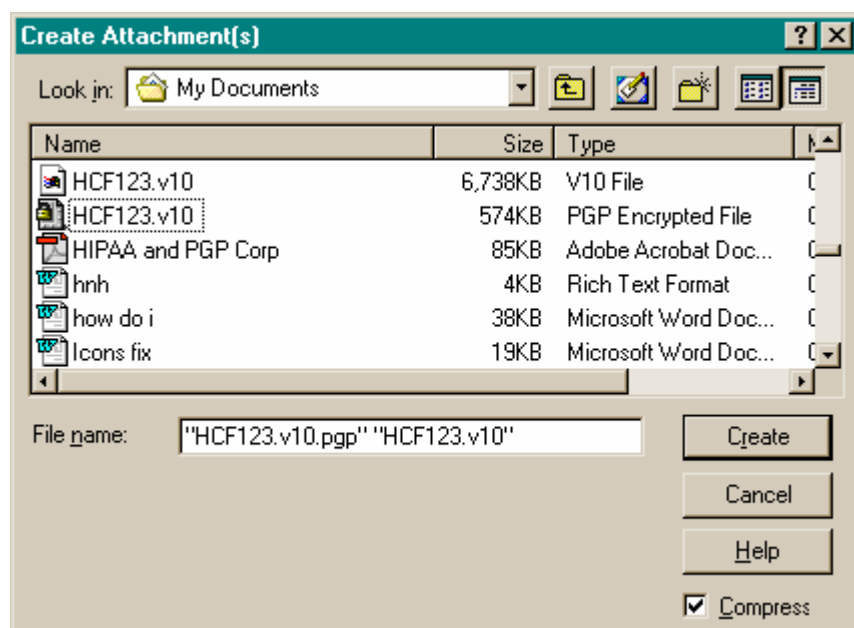 Create Attachment(s)
Look in: My Documents
Name Size Type
HCF123.v10 6,738KB V10 File
HCF123.v10 574KB PGP Encrypted File
HIPAA and PGP Corp 85KB Adobe Acrobat Doc...
hnh 4KB Rich Text Format
how do i 38KB Microsoft Word Doc...
Icons fix 19KB Microsoft Word Doc...
File name: "HCF123.v10.pgp" "HCF123.v10" Create
Cancel
Help
Compress